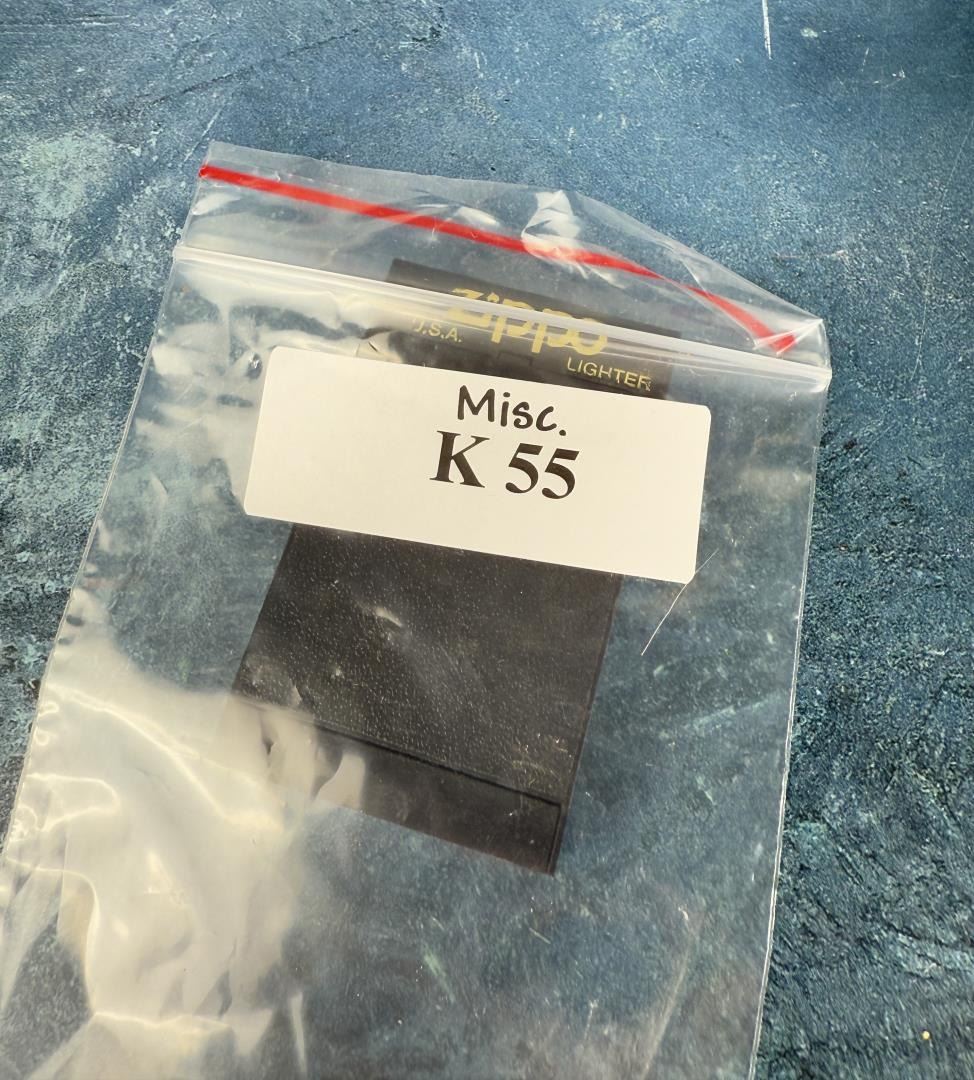 zippo
U.S.A.
LIGHTER
Misc.
K 55